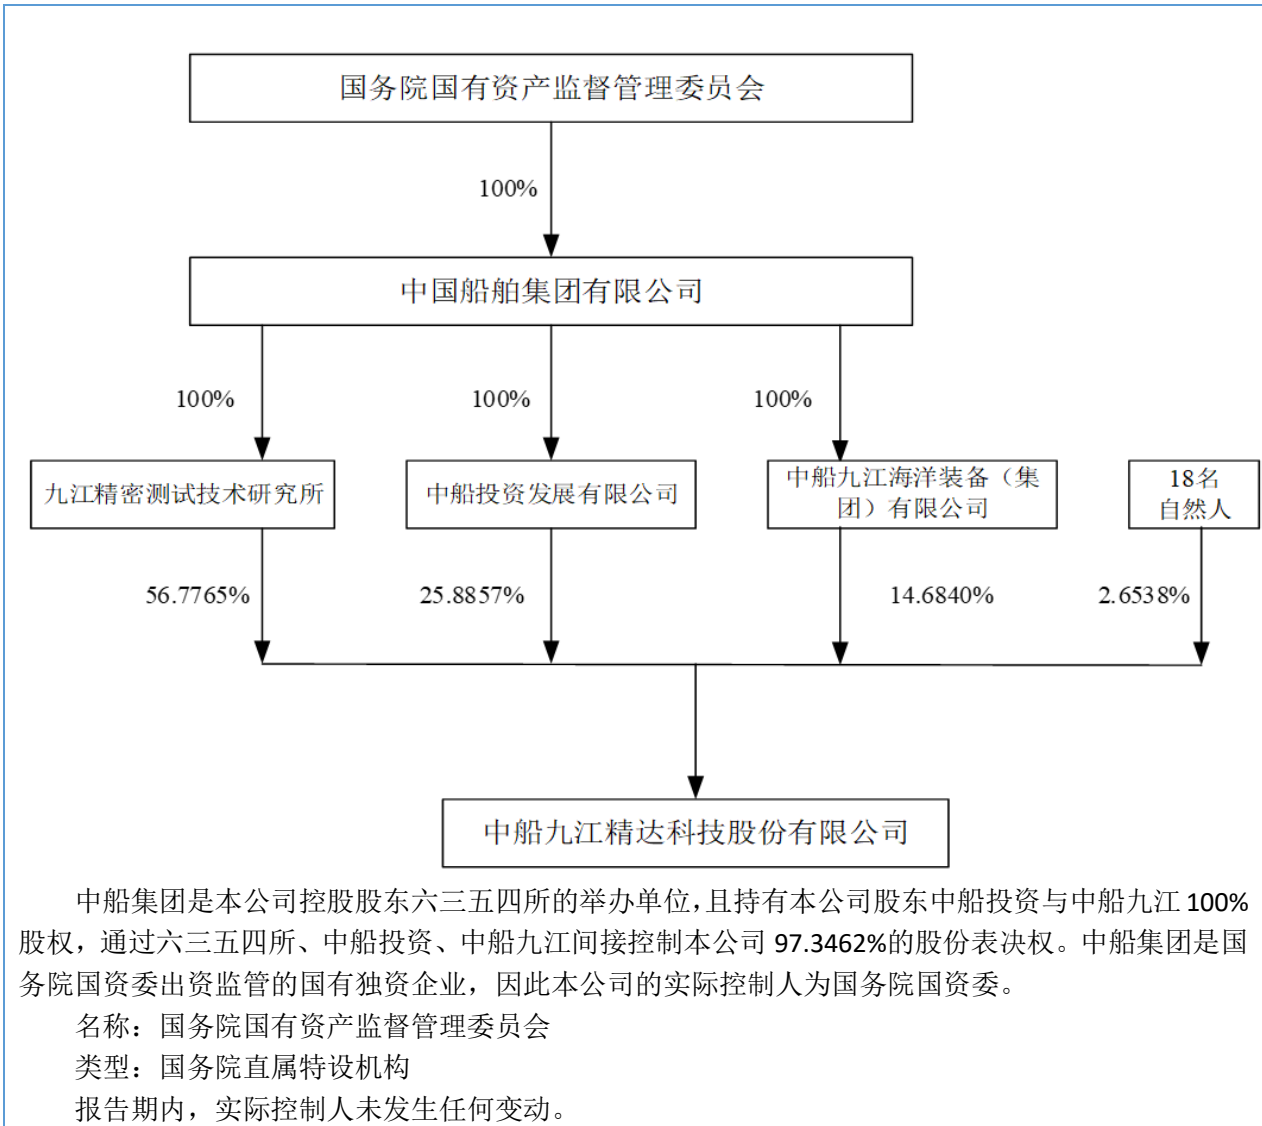 国务院国有资产监督管理委员会
100%
中国船舶集团有限公司
100%
100%
100%
九江精密测试技术研究所
中船投资发展有限公司
中船九江海洋装备（集
团）有限公司
18名
自然人
56.7765%
25.8857%
14.6840%
2.6538%
中船九江精达科技股份有限公司
中船集团是本公司控股股东六三五四所的举办单位,且持有本公司股东中船投资与中船九江 100%
股权，通过六三五四所、中船投资、中船九江间接控制本公司 97.3462%的股份表决权。中船集团是国
务院国资委出资监管的国有独资企业，因此本公司的实际控制人为国务院国资委。
名称：国务院国有资产监督管理委员会
类型：国务院直属特设机构
报告期内，实际控制人未发生任何变动。